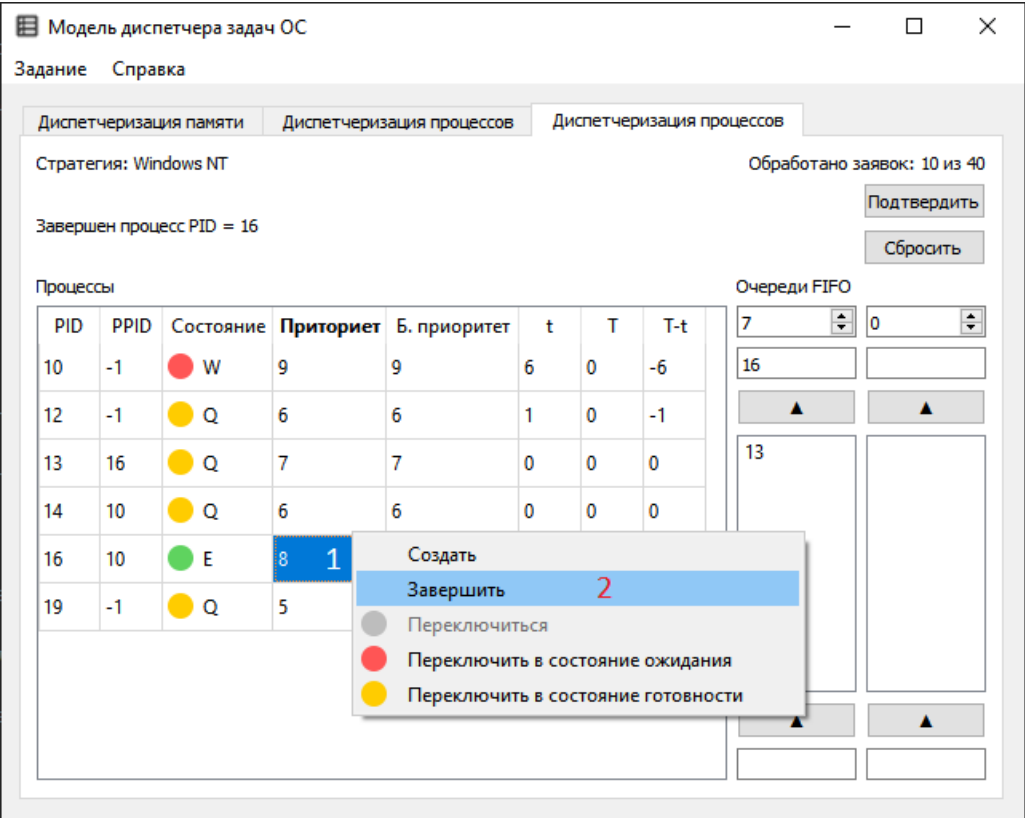 Модель диспетчера задач ОС
Задание Справка
Диспетчеризация памяти Диспетчеризация процессов Диспетчеризация процессов
Стратегия: Windows NT Обработано заявок: 10 из 40
Подтвердить
Завершен процесс PID = 16
Сбросить
Процессы Очереди FIFO
PID PPID Состояние Приториет Б. приоритет t T T-t 7 0
10 -1 W 9 9 6 0 -6 16
12 -1 Q 6 6 1 0 -1 ▲ ▲
13 16 Q 7 7 0 0 0 13
14 10 Q 6 6 0 0 0
16 10 E 8 1 Создать
Завершить 2
19 -1 Q 5
Переключиться
Переключить в состояние ожидания
Переключить в состояние готовности
▲ ▲